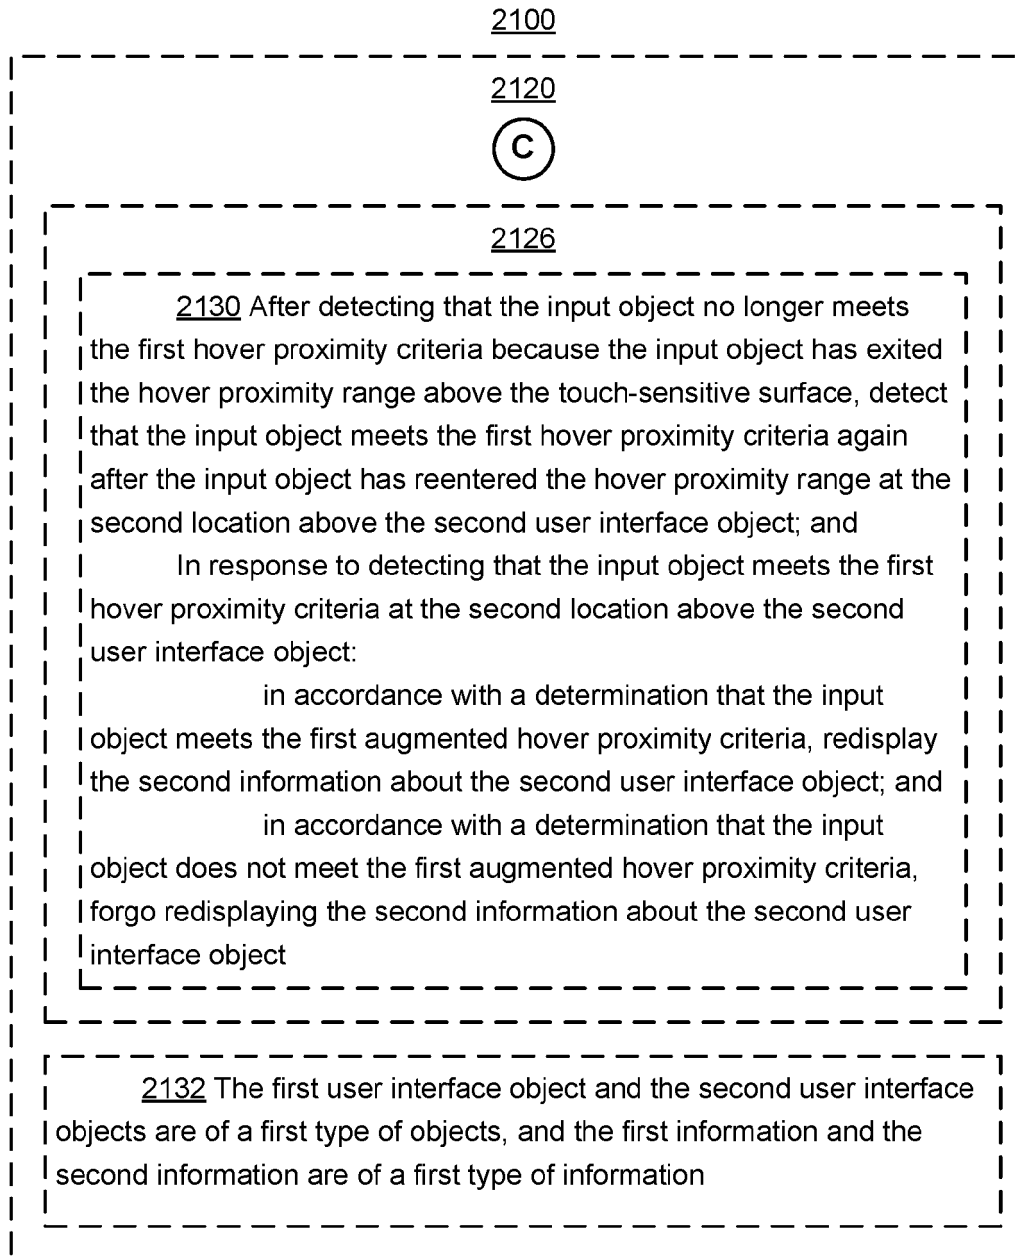 2100
2120
C
2126
2130 After detecting that the input object no longer meets
the first hover proximity criteria because the input object has exited
the hover proximity range above the touch-sensitive surface, detect
that the input object meets the first hover proximity criteria again
after the input object has reentered the hover proximity range at the
second location above the second user interface object; and
In response to detecting that the input object meets the first
hover proximity criteria at the second location above the second
user interface object:
in accordance with a determination that the input
object meets the first augmented hover proximity criteria, redisplay
the second information about the second user interface object; and
in accordance with a determination that the input
object does not meet the first augmented hover proximity criteria,
forgo redisplaying the second information about the second user
interface object
2132 The first user interface object and the second user interface
objects are of a first type of objects, and the first information and the
second information are of a first type of information